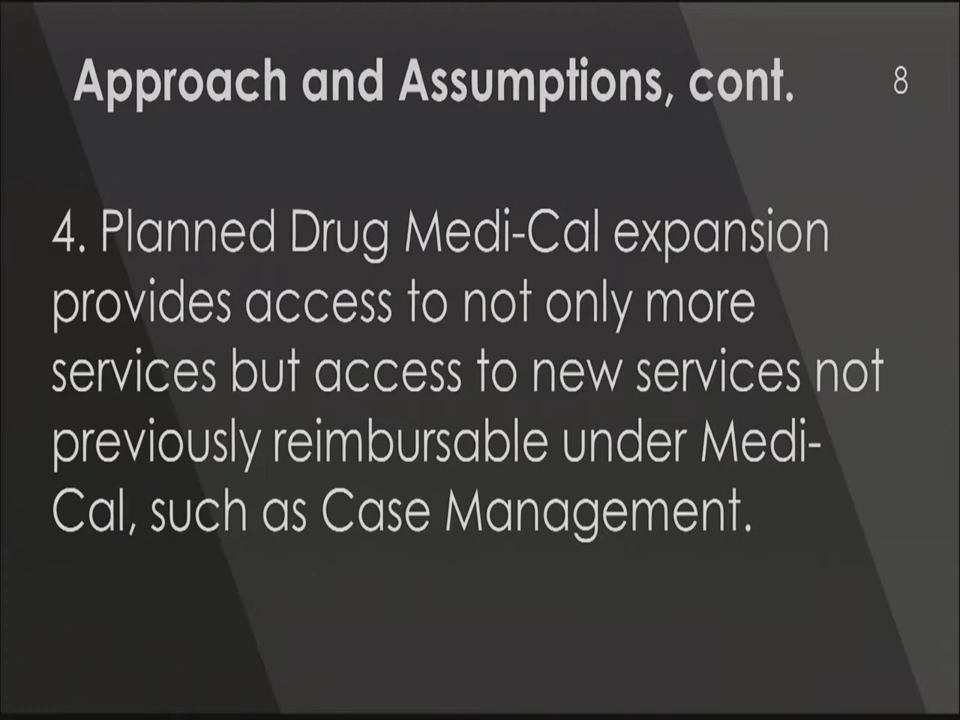 Approach and Assumptions, cont.
8
4. Planned Drug Medi-Cal expansion
provides access to not only more
services but access to new services not
previously reimbursable under Medi-
Cal, such as Case Management.